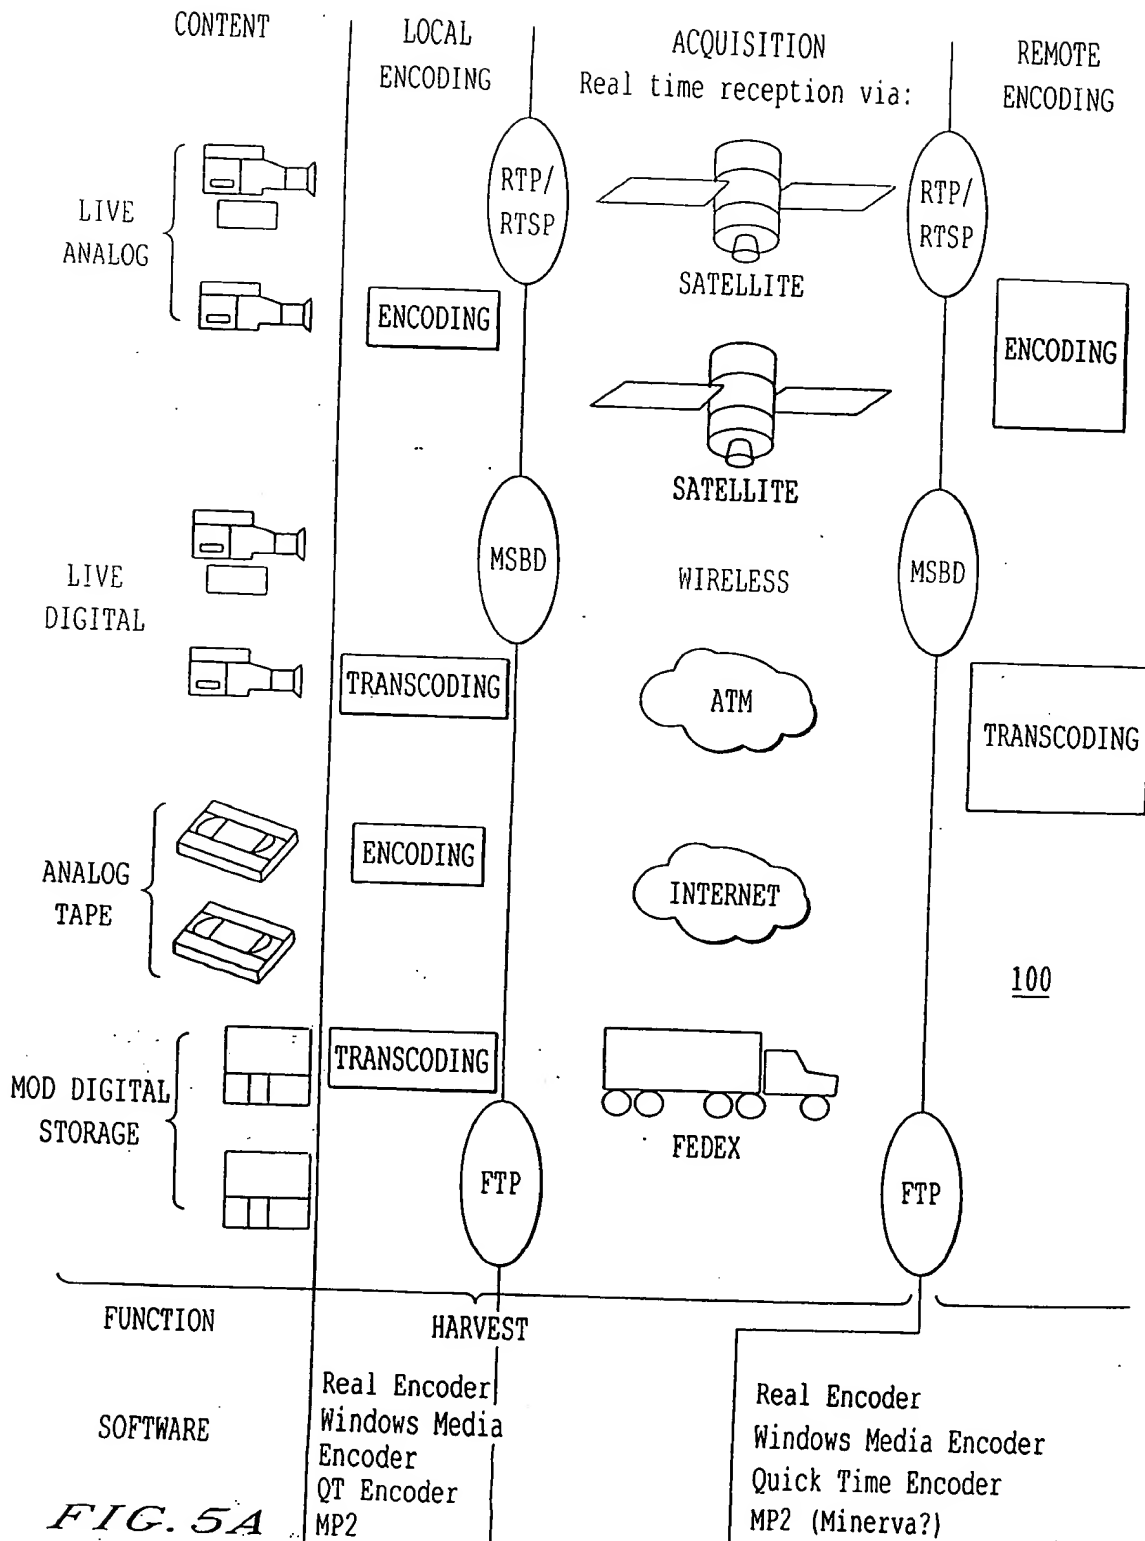 CONTENT
LOCAL
ENCODING
ACQUISITION
Real time reception via:
REMOTE
ENCODING
LIVE
ANALOG
RTP/
RTSP
SATELLITE
RTP/
RTSP
ENCODING
ENCODING
SATELLITE
LIVE
DIGITAL
MSBD
WIRELESS
MSBD
TRANSCODING
ATM
TRANSCODING
ANALOG
TAPE
ENCODING
INTERNET
100
MOD DIGITAL
STORAGE
TRANSCODING
FEDEX
FTP
FTP
FUNCTION
HARVEST
SOFTWARE
Real Encoder
Windows Media
Encoder
QT Encoder
MP2
Real Encoder
Windows Media Encoder
Quick Time Encoder
MP2 (Minerva?)
FIG. 5A